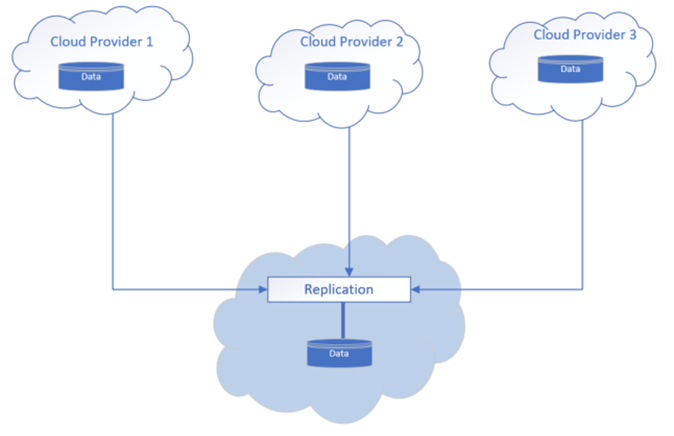 Cloud Provider 1
Data
Cloud Provider 2
Data
Cloud Provider 3
Data
Replication
Data